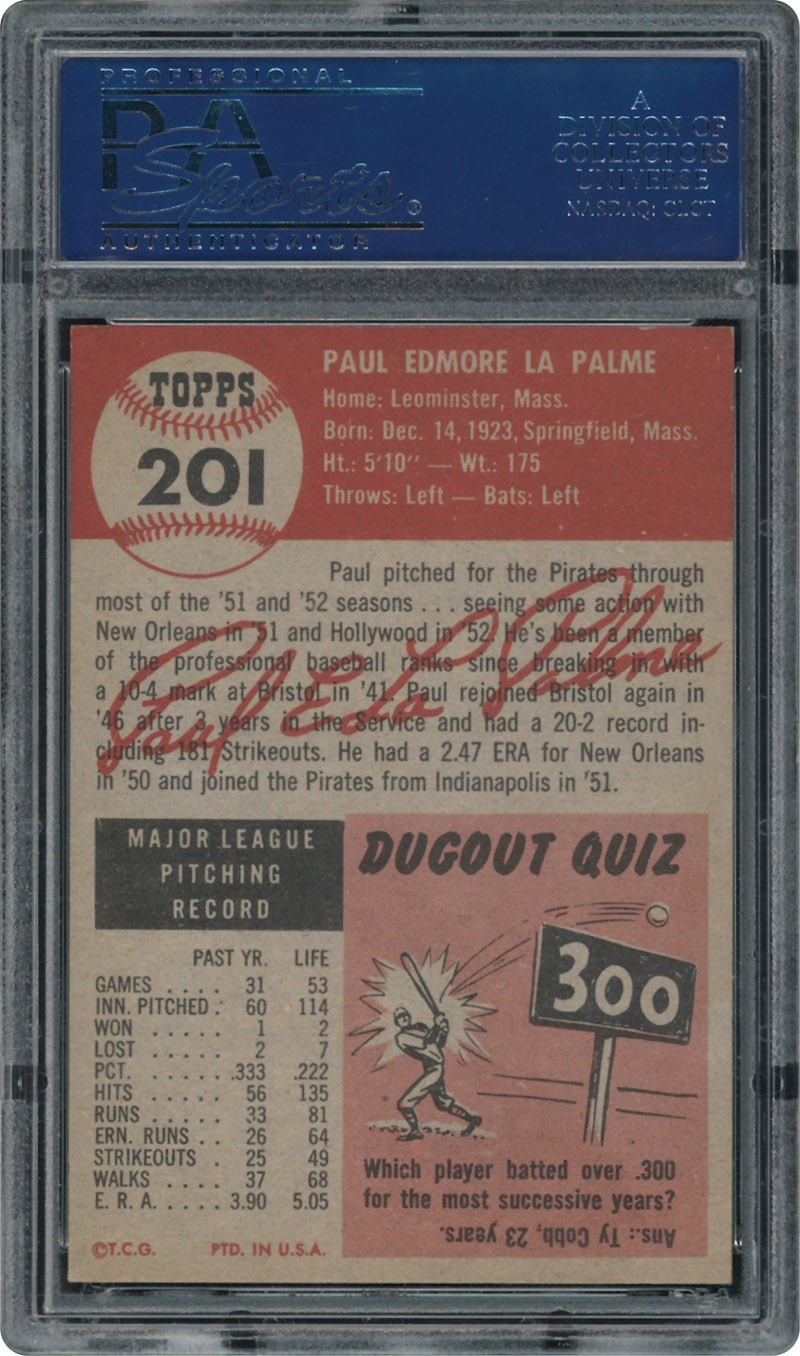 PROFESSIONAL
PSA
Sports
AUTHENTICATOR
A
DIVISION OF
COLLECTORS
UNIVERSE
NASDAQ: CLCT
TOPPS
201
PAUL EDMORE LA PALME
Home: Leominster, Mass.
Born: Dec. 14, 1923, Springfield, Mass.
Ht.: 5'10" — Wt.: 175
Throws: Left — Bats: Left
Paul pitched for the Pirates through
most of the '51 and '52 seasons . . . seeing some action with
New Orleans in '51 and Hollywood in '52. He's been a member
of the professional baseball ranks since breaking in with
a 10-4 mark at Bristol in '41. Paul rejoined Bristol again in
'46 after 3 years in the Service and had a 20-2 record in-
cluding 181 Strikeouts. He had a 2.47 ERA for New Orleans
in '50 and joined the Pirates from Indianapolis in '51.
Paul E La Palme
MAJOR LEAGUE
PITCHING
RECORD
PAST YR. LIFE
GAMES . . . . 31 53
INN. PITCHED . 60 114
WON . . . . . 1 2
LOST . . . . . 2 7
PCT. . . . . . .333 .222
HITS . . . . . 56 135
RUNS . . . . . 33 81
ERN. RUNS . . 26 64
STRIKEOUTS . 25 49
WALKS . . . . 37 68
E. R. A. . . . . 3.90 5.05
©T.C.G. PTD. IN U.S.A.
DUGOUT QUIZ
300
Which player batted over .300
for the most successive years?
Ans.: Ty Cobb, 23 years.